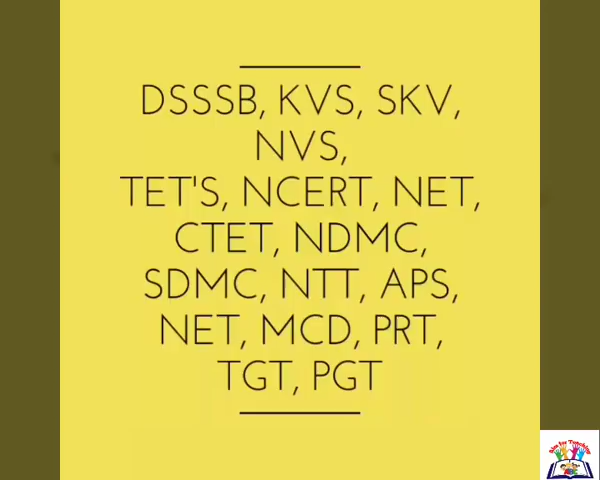 DSSSB, KVS, SKV,
NVS,
TET'S, NCERT, NET,
CTET, NDMC,
SDMC, NTT, APS,
NET, MCD, PRT,
TGT, PGT